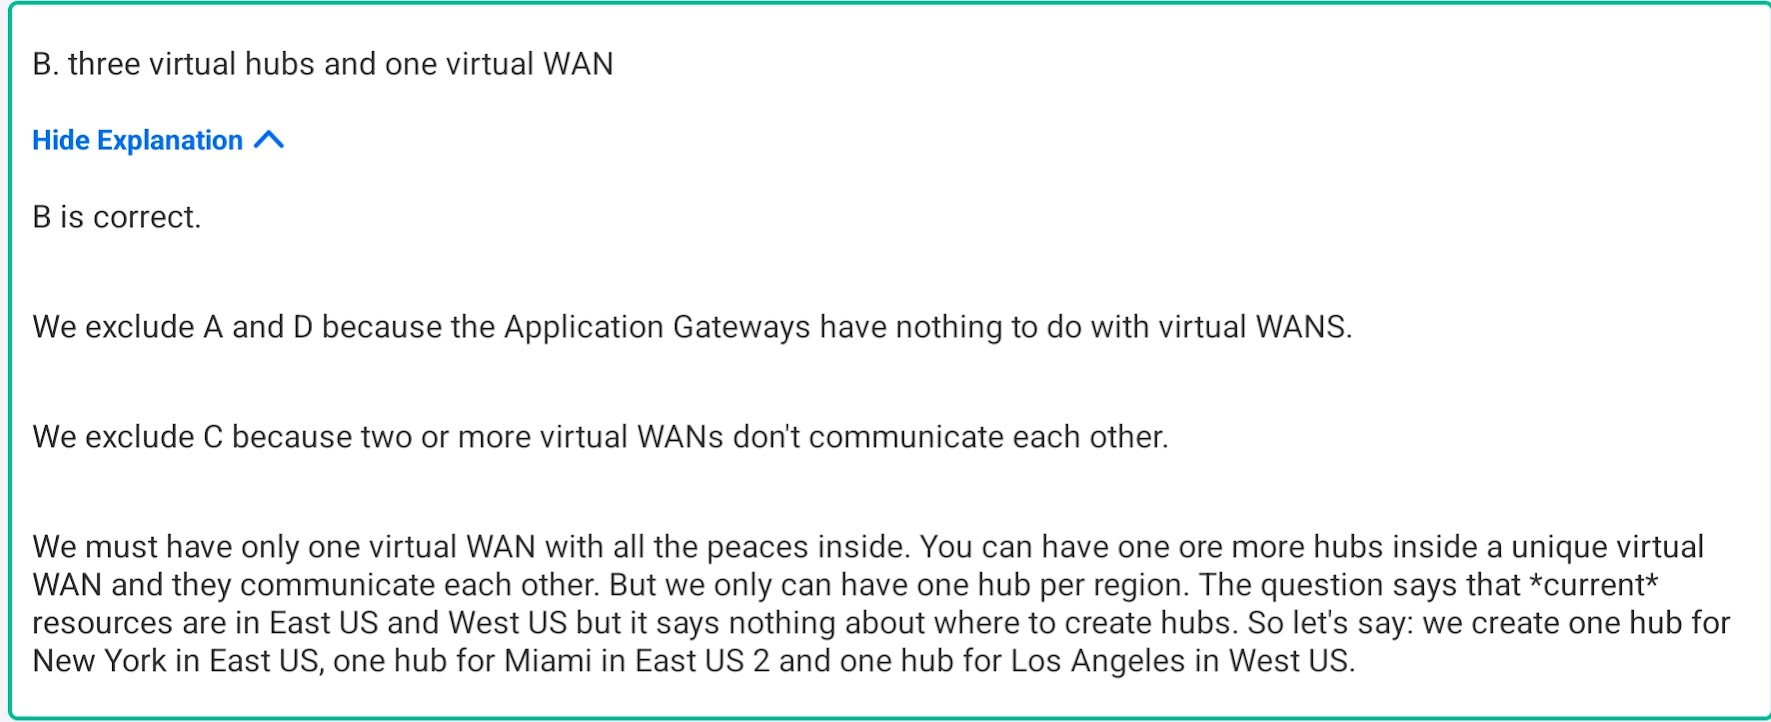 B. three virtual hubs and one virtual WAN
Hide Explanation
B is correct.
We exclude A and D because the Application Gateways have nothing to do with virtual WANS.
We exclude C because two or more virtual WANs don't communicate each other.
We must have only one virtual WAN with all the peaces inside. You can have one ore more hubs inside a unique virtual
WAN and they communicate each other. But we only can have one hub per region. The question says that *current*
resources are in East US and West US but it says nothing about where to create hubs. So let's say: we create one hub for
New York in East US, one hub for Miami in East US 2 and one hub for Los Angeles in West US.